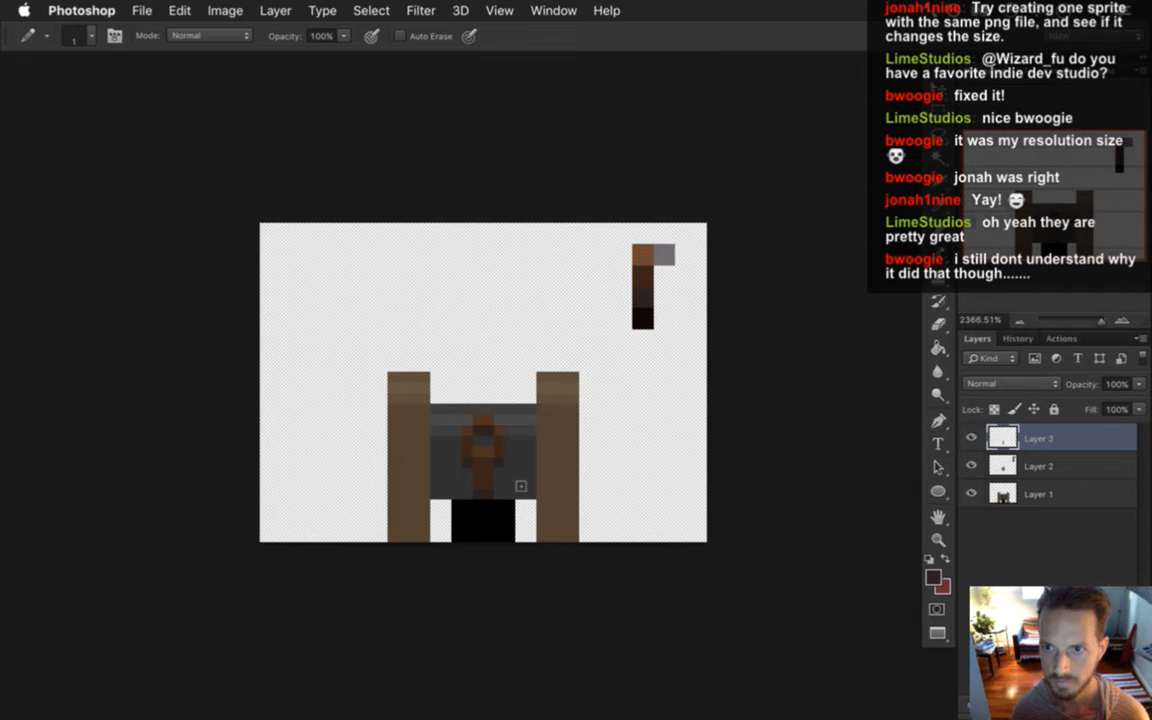 Photoshop File Edit Image Layer Type Select Filter 3D View Window Help
1 Mode: Normal Opacity: 100% Auto Erase
jonah1nine Try creating one sprite
with the same png file, and see if it
changes the size.
LimeStudios @Wizard_fu do you
have a favorite indie dev studio?
bwoogie fixed it!
LimeStudios nice bwoogie
bwoogie it was my resolution size
bwoogie jonah was right
jonah1nine Yay!
LimeStudios oh yeah they are
pretty great
bwoogie i still dont understand why
it did that though.......
2366.51%
Layers History Actions
Kind
Normal Opacity: 100%
Lock: Fill: 100%
Layer 3
Layer 2
Layer 1